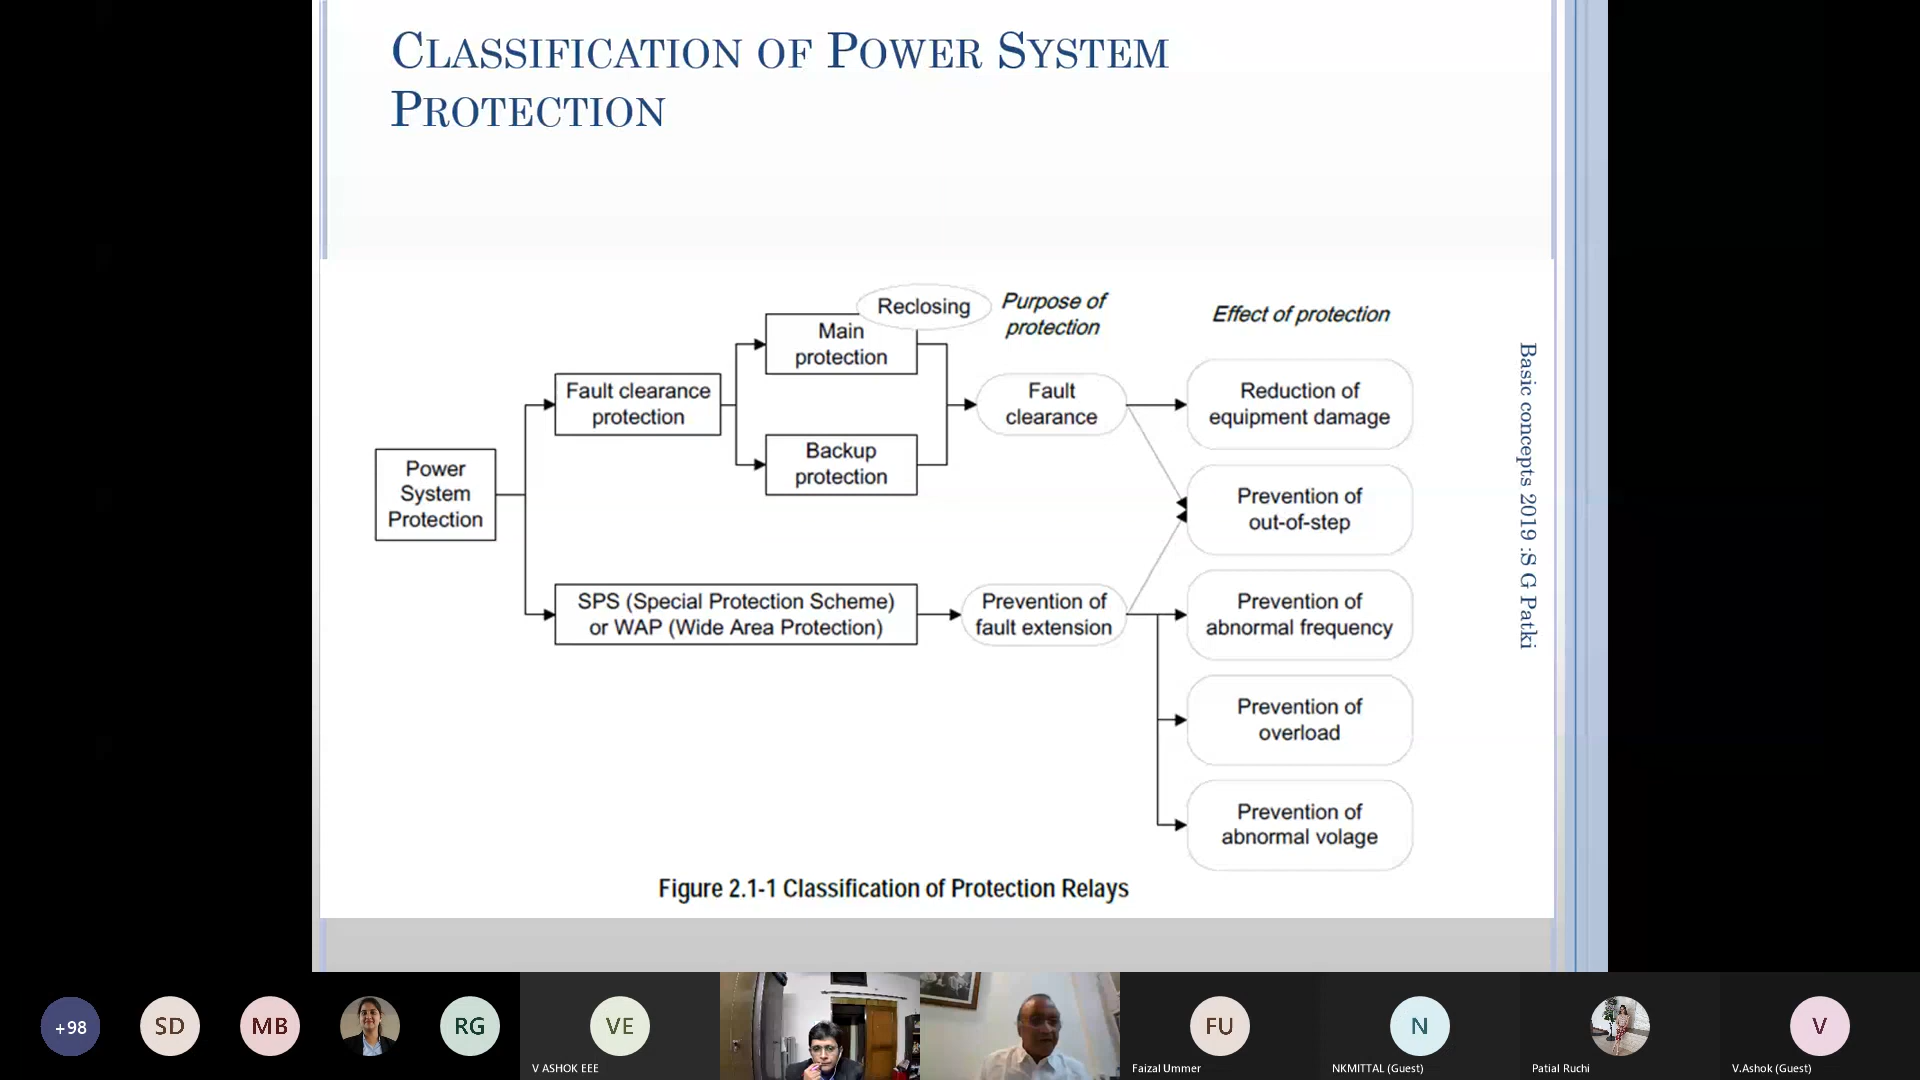 CLASSIFICATION OF POWER SYSTEM
PROTECTION
Reclosing
Purpose of
protection
Effect of protection
Main
protection
Fault clearance
protection
Fault
clearance
Reduction of
equipment damage
Backup
protection
Power
System
Protection
Prevention of
out-of-step
SPS (Special Protection Scheme)
or WAP (Wide Area Protection)
Prevention of
fault extension
Prevention of
abnormal frequency
Prevention of
overload
Prevention of
abnormal volage
Figure 2.1-1 Classification of Protection Relays
Basic concepts 2019 :S G Patki
+98
SD
MB
RG
VE
V ASHOK EEE
FU
Faizal Ummer
N
NKMITTAL (Guest)
Patial Ruchi
V
V.Ashok (Guest)